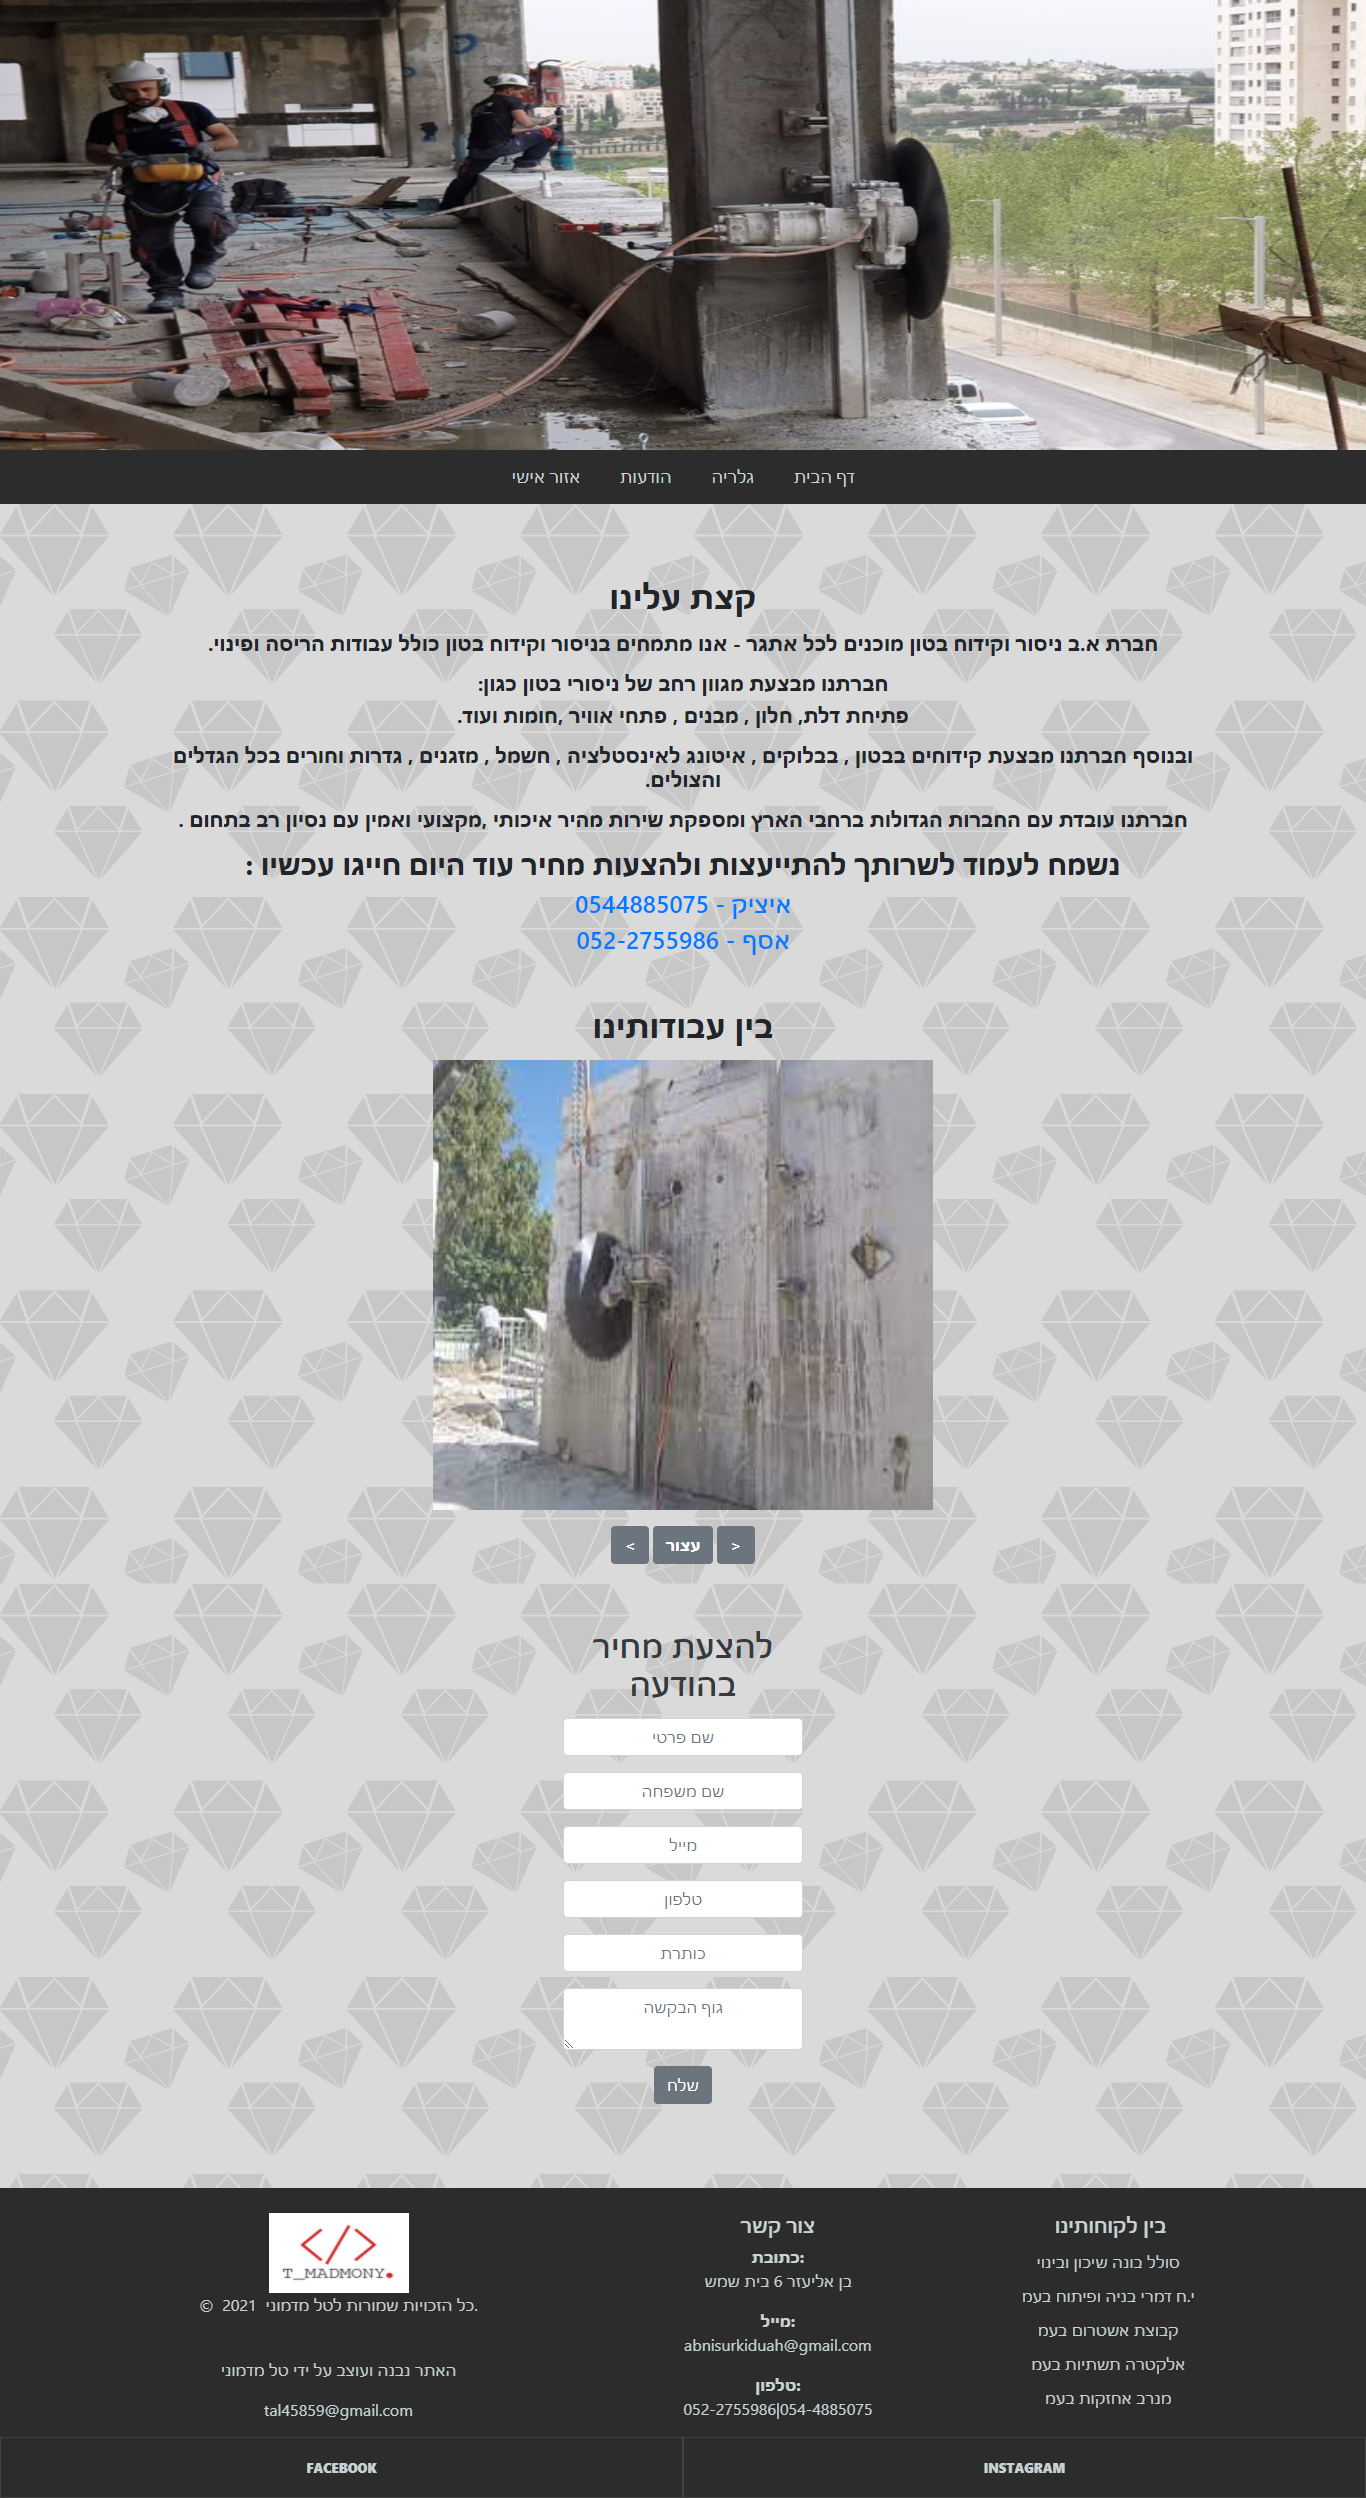 דף הבית
גלריה
הודעות
אזור אישי
קצת עלינו
חברת א.ב ניסור וקידוח בטון מוכנים לכל אתגר - אנו מתמחים בניסור וקידוח בטון כולל עבודות הריסה ופינוי.
חברתנו מבצעת מגוון רחב של ניסורי בטון כגון:
פתיחת דלת, חלון , מבנים , פתחי אוויר ,חומות ועוד.
ובנוסף חברתנו מבצעת קידוחים בבטון , בבלוקים , איטונג לאינסטלציה , חשמל , מזגנים , גדרות וחורים בכל הגדלים
והצולים.
חברתנו עובדת עם החברות הגדולות ברחבי הארץ ומספקת שירות מהיר איכותי ,מקצועי ואמין עם נסיון רב בתחום .
נשמח לעמוד לשרותך להתייעצות ולהצעות מחיר עוד היום חייגו עכשיו :
איציק - 0544885075
אסף - 052-2755986
בין עבודותינו
< עצור >
להצעת מחיר
בהודעה
שם פרטי
שם משפחה
מייל
טלפון
כותרת
גוף הבקשה
שלח
בין לקוחותינו
סולל בונה שיכון ובינוי
י.ח דמרי בניה ופיתוח בעמ
קבוצת אשטרום בעמ
אלקטרה תשתיות בעמ
מנרב אחזקות בעמ
צור קשר
כתובת:
בן אליעזר 6 בית שמש
מייל:
abnisurkiduah@gmail.com
טלפון:
052-2755986|054-4885075
</>
T_MADMONY.
© 2021 כל הזכויות שמורות לטל מדמוני.
האתר נבנה ועוצב על ידי טל מדמוני
tal45859@gmail.com
FACEBOOK
INSTAGRAM